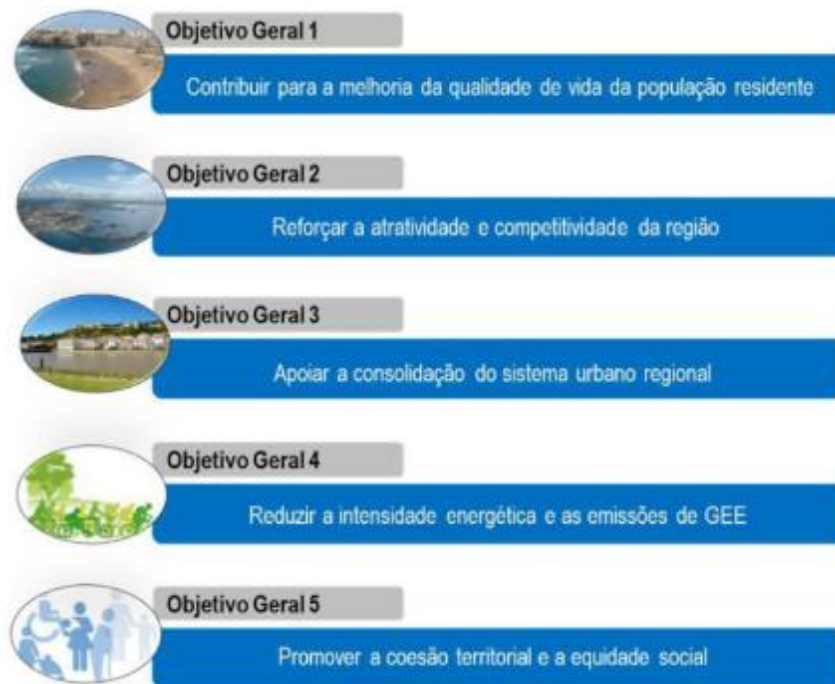 Objetivo Geral 1
Contribuir para a melhoria da qualidade de vida da população residente
Objetivo Geral 2
Reforçar a atratividade e competitividade da região
Objetivo Geral 3
Apoiar a consolidação do sistema urbano regional
Objetivo Geral 4
Reduzir a intensidade energética e as emissões de GEE
Objetivo Geral 5
Promover a coesão territorial e a equidade social